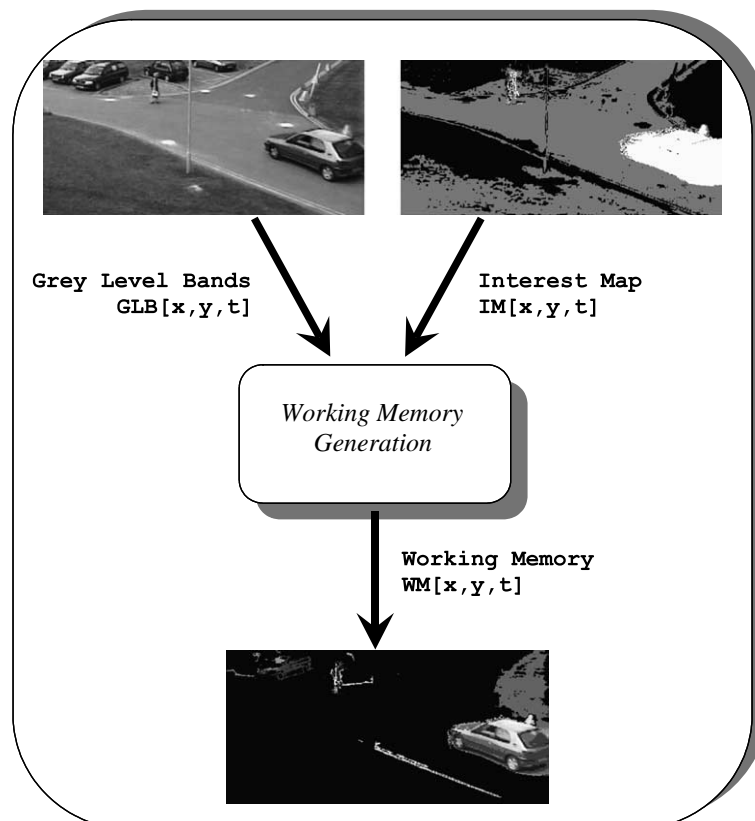 Grey Level Bands
GLB[x,y,t]
Interest Map
IM[x,y,t]
Working Memory
Generation
Working Memory
WM[x,y,t]